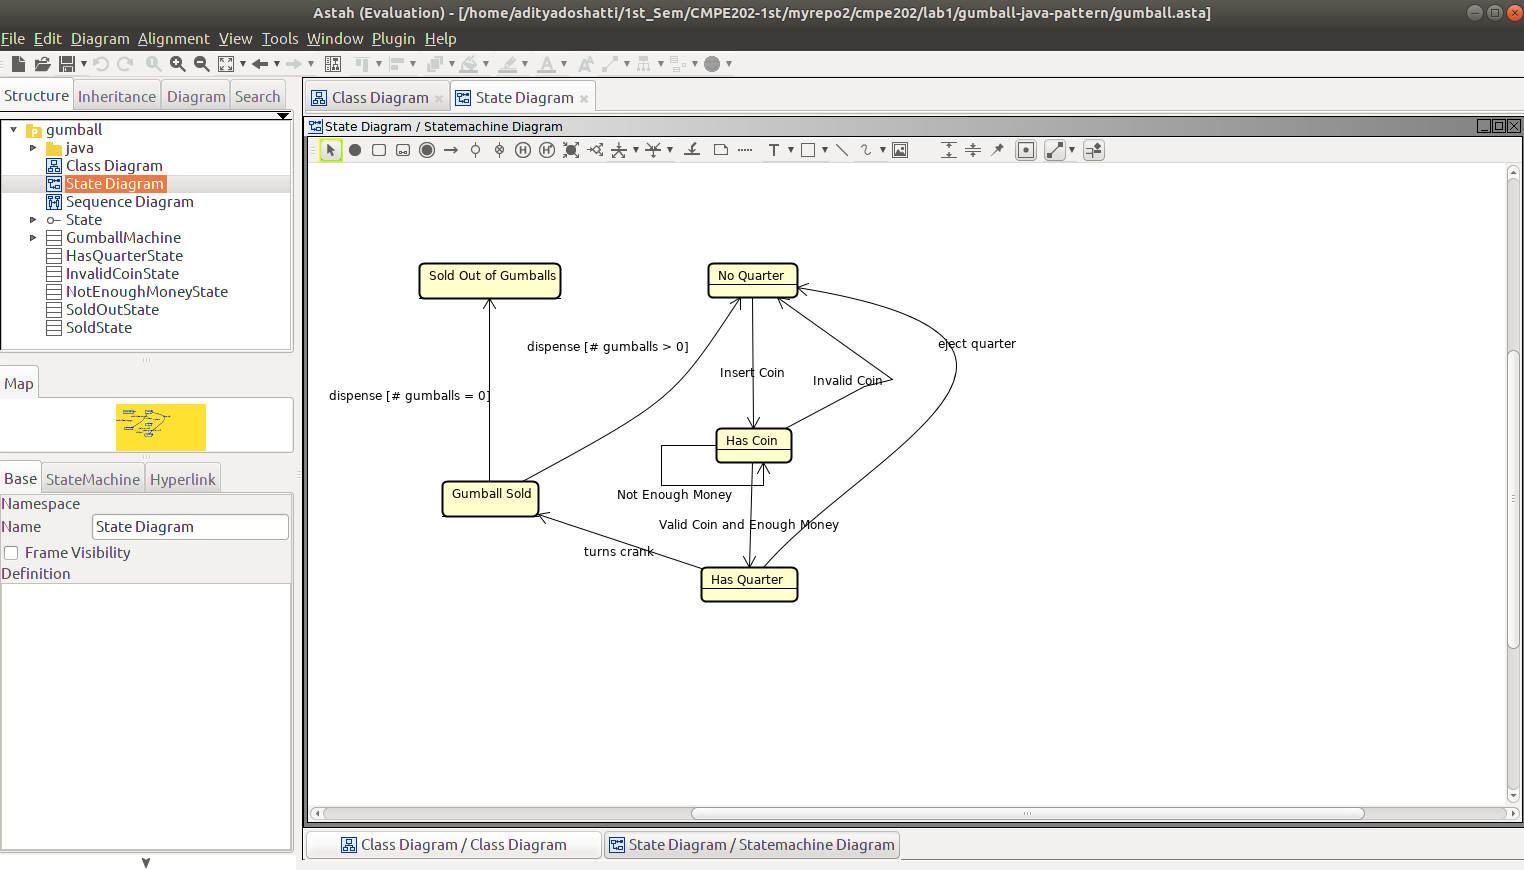 Astah (Evaluation) - [/home/adityadoshatti/1st_Sem/CMPE202-1st/myrepo2/cmpe202/lab1/gumball-java-pattern/gumball.asta]
File Edit Diagram Alignment View Tools Window Plugin Help
Structure Inheritance Diagram Search
Class Diagram State Diagram
State Diagram / Statemachine Diagram
gumball
java
Class Diagram
State Diagram
Sequence Diagram
State
GumballMachine
HasQuarterState
InvalidCoinState
NotEnoughMoneyState
SoldOutState
SoldState
Map
Base StateMachine Hyperlink
Namespace
Name State Diagram
Frame Visibility
Definition
Sold Out of Gumballs
No Quarter
dispense [# gumballs > 0]
eject quarter
Insert Coin
Invalid Coin
dispense [# gumballs = 0]
Has Coin
Gumball Sold
Not Enough Money
Valid Coin and Enough Money
turns crank
Has Quarter
Class Diagram / Class Diagram
State Diagram / Statemachine Diagram